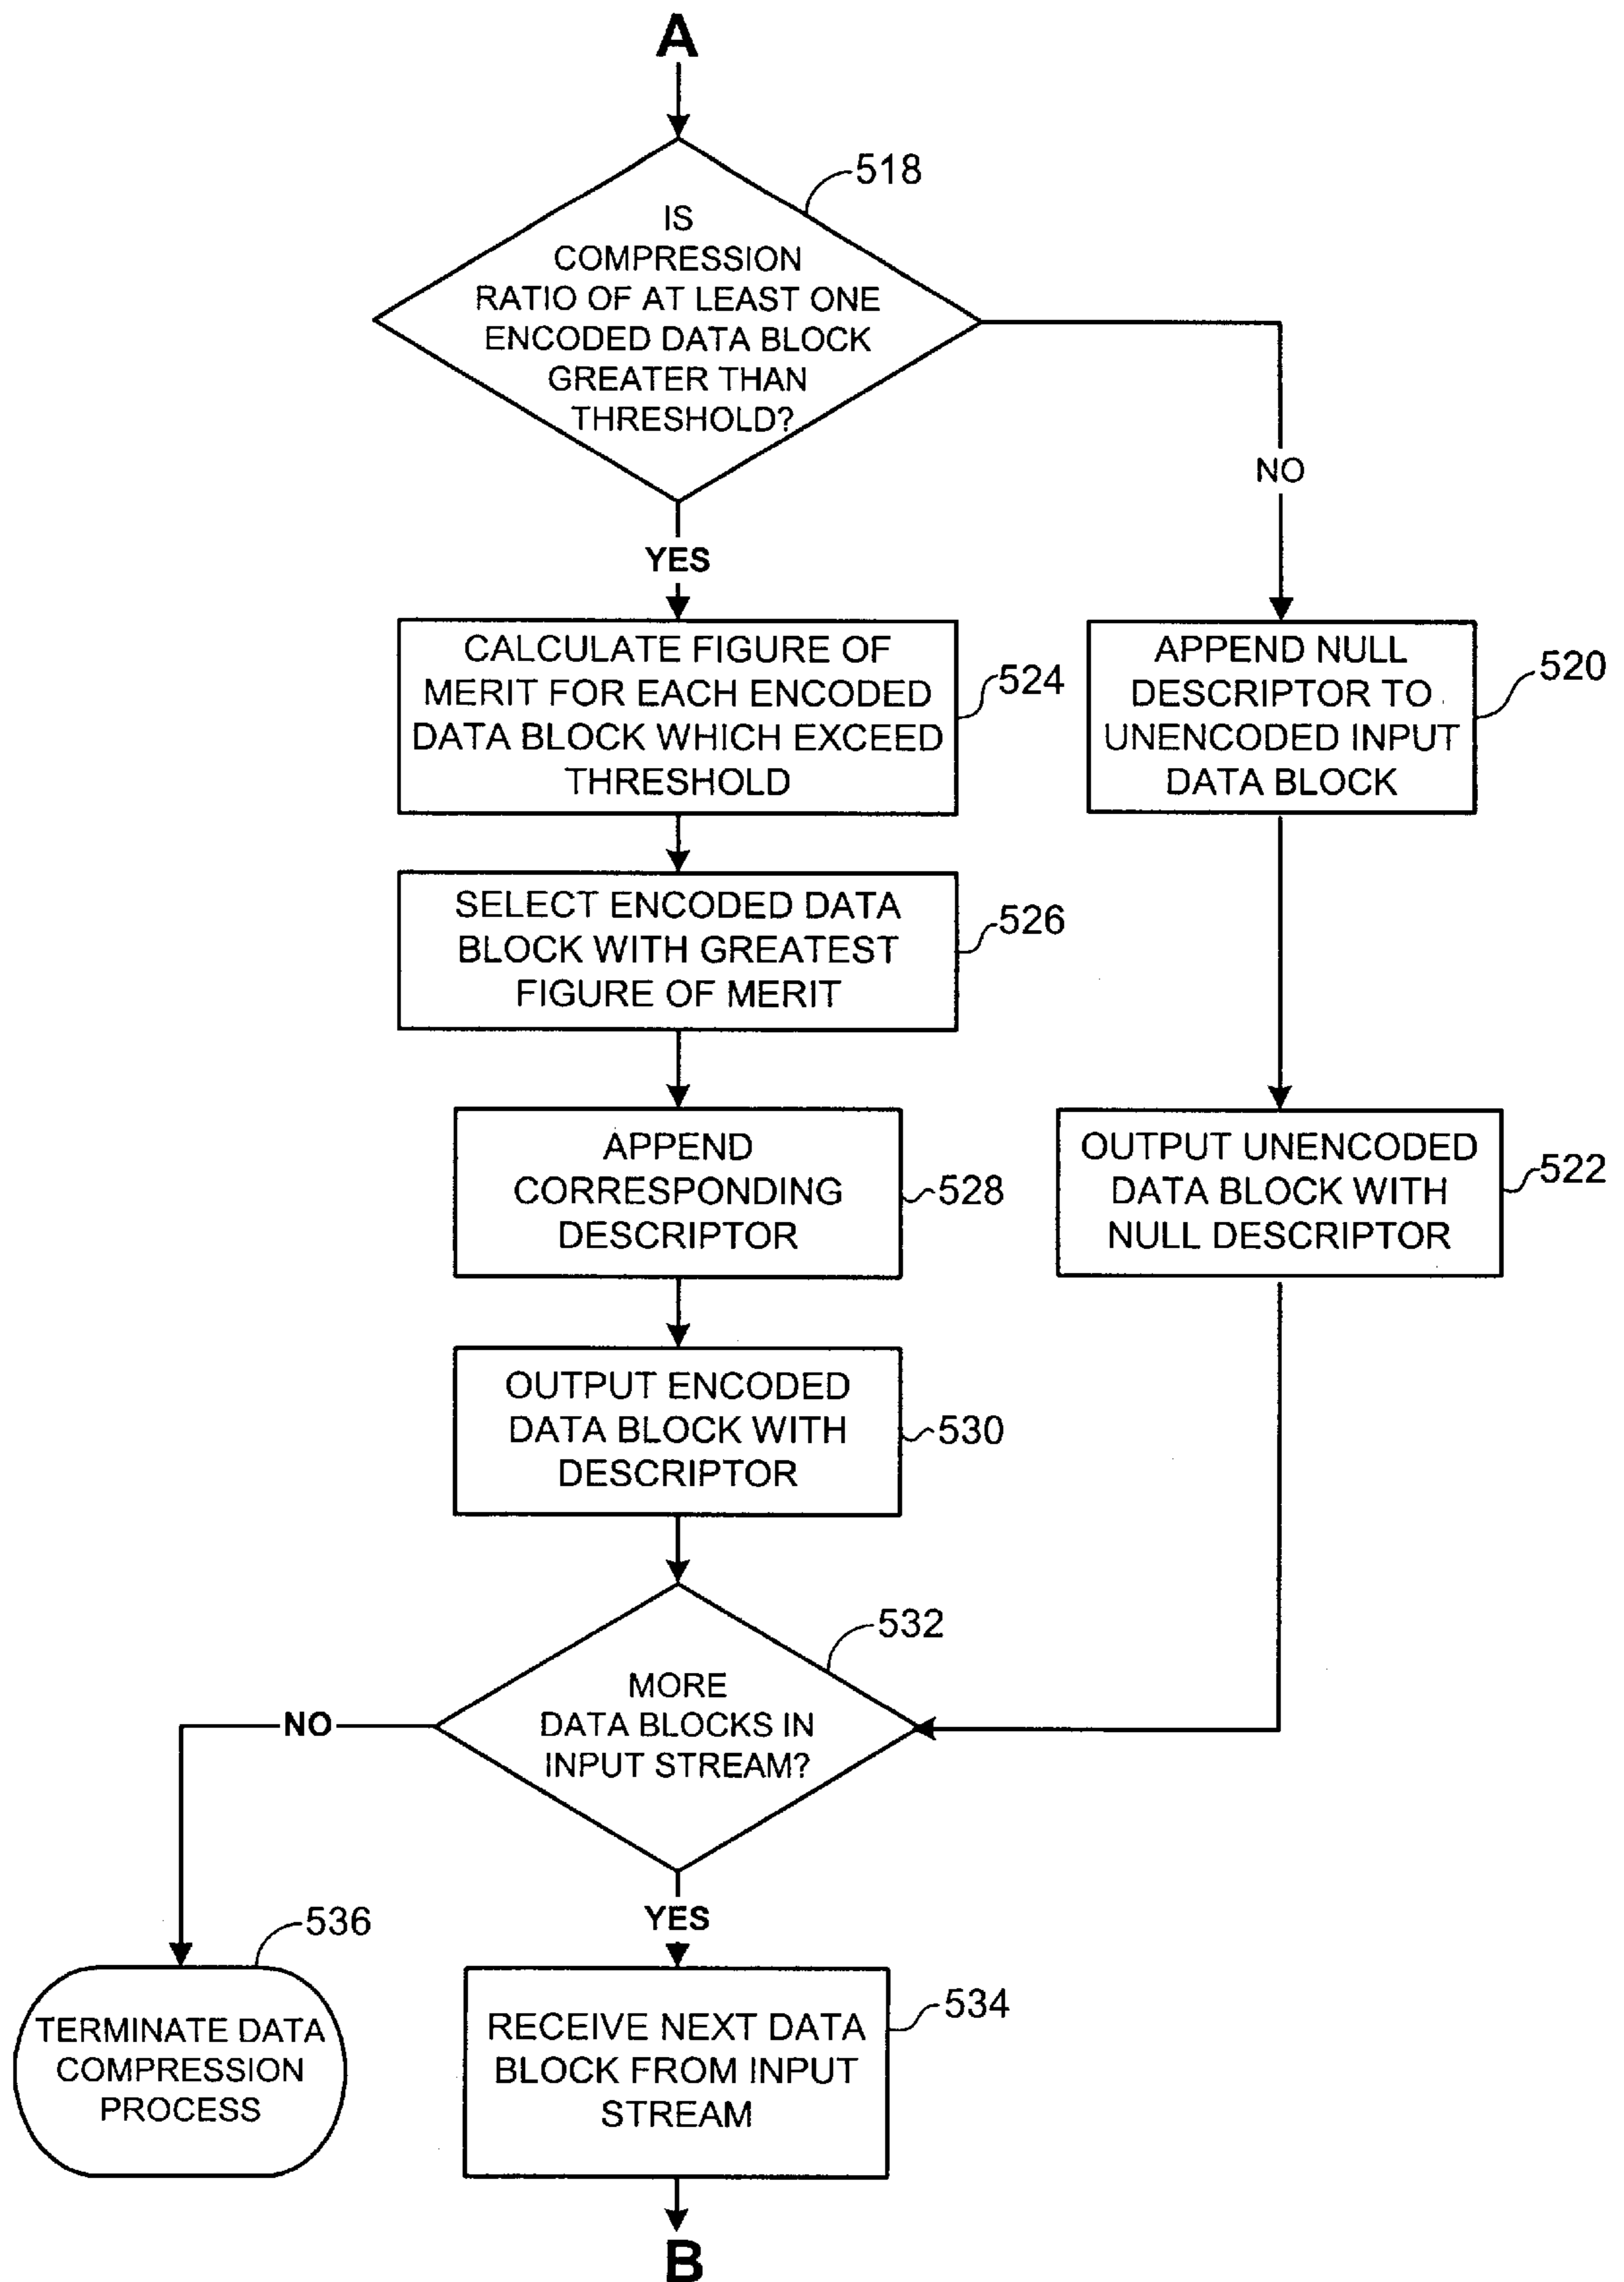 A
518
IS
COMPRESSION
RATIO OF AT LEAST ONE
ENCODED DATA BLOCK
GREATER THAN
THRESHOLD?
NO
YES
CALCULATE FIGURE OF
MERIT FOR EACH ENCODED
DATA BLOCK WHICH EXCEED
THRESHOLD
524
APPEND NULL
DESCRIPTOR TO
UNENCODED INPUT
DATA BLOCK
520
SELECT ENCODED DATA
BLOCK WITH GREATEST
FIGURE OF MERIT
526
APPEND
CORRESPONDING
DESCRIPTOR
528
OUTPUT UNENCODED
DATA BLOCK WITH
NULL DESCRIPTOR
522
OUTPUT ENCODED
DATA BLOCK WITH
DESCRIPTOR
530
532
MORE
DATA BLOCKS IN
INPUT STREAM?
NO
YES
536
TERMINATE DATA
COMPRESSION
PROCESS
534
RECEIVE NEXT DATA
BLOCK FROM INPUT
STREAM
B